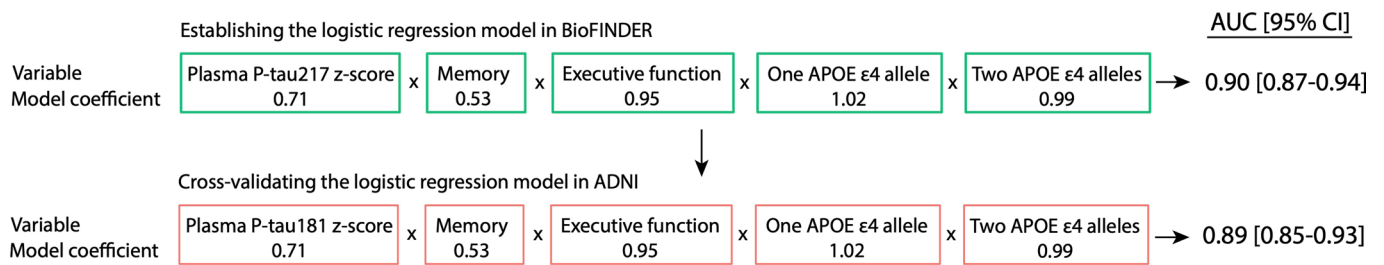 AUC [95% CI]
Establishing the logistic regression model in BioFINDER
Variable Plasma P-tau217 z-score x Memory x Executive function x One APOE ε4 allele x Two APOE ε4 alleles 0.90 [0.87-0.94]
Model coefficient 0.71 0.53 0.95 1.02 0.99
Cross-validating the logistic regression model in ADNI
Variable Plasma P-tau181 z-score x Memory x Executive function x One APOE ε4 allele x Two APOE ε4 alleles 0.89 [0.85-0.93]
Model coefficient 0.71 0.53 0.95 1.02 0.99